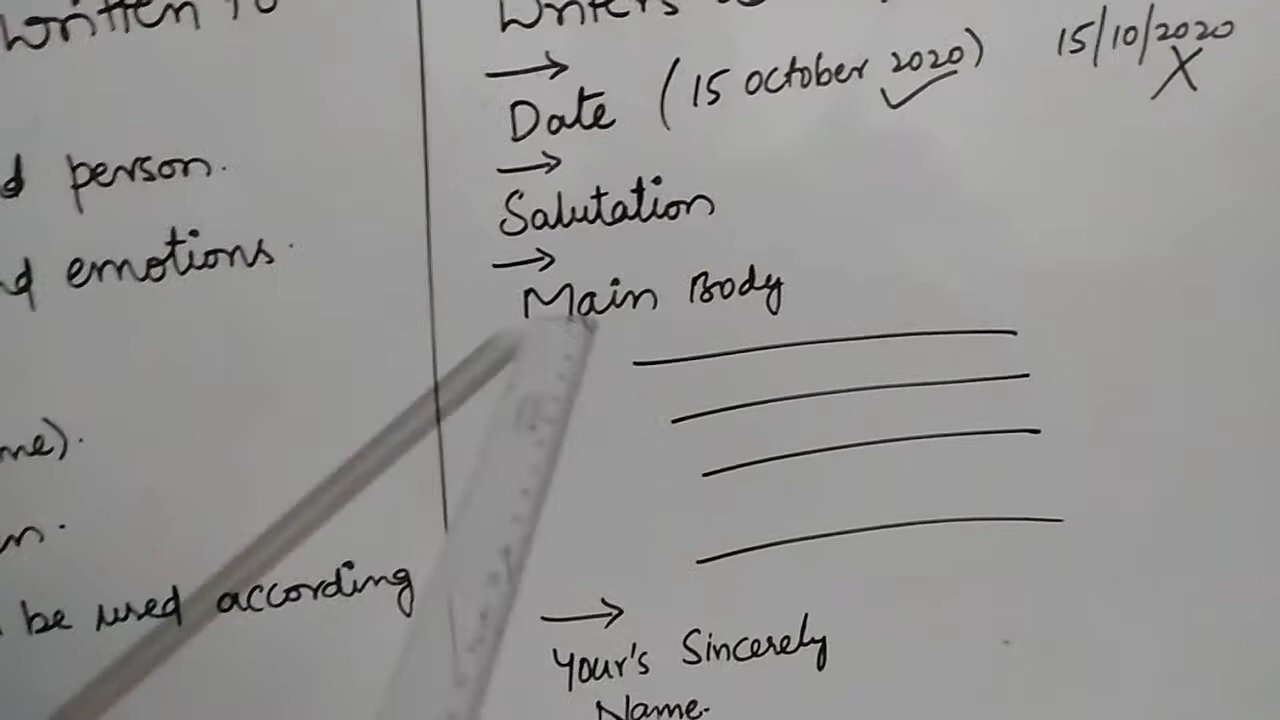 written to
d person.
d emotions.
me).
n.
be used according
Writers
→
Date (15 October 2020) ✓ 15/10/2020 X
→
Salutation
→
Main Body
→
Your's Sincerely
Name.